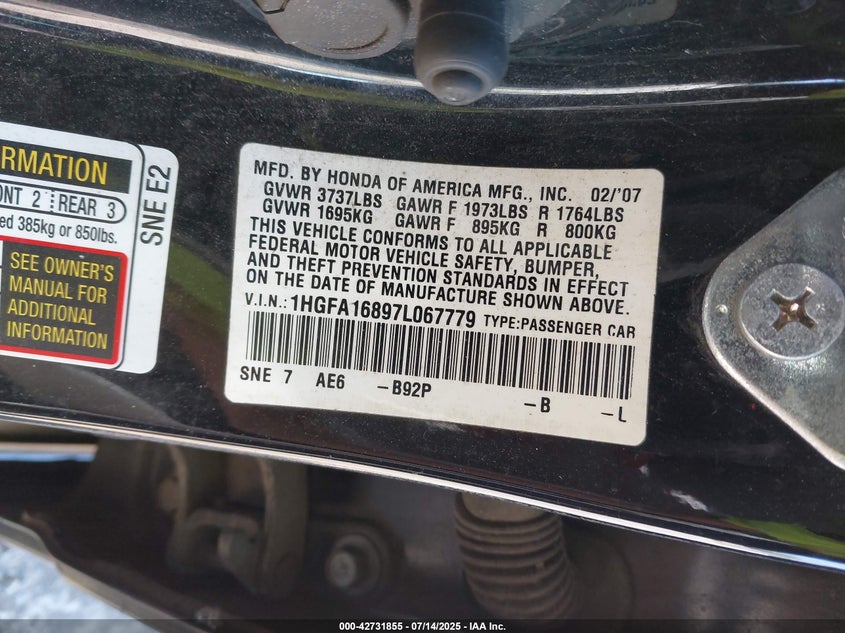 RMATION
ONT 2 REAR 3
ed 385kg or 850lbs.
SEE OWNER'S
MANUAL FOR
ADDITIONAL
INFORMATION
SNE E2
MFD. BY HONDA OF AMERICA MFG., INC. 02/'07
GVWR 3737LBS GAWR F 1973LBS R 1764LBS
GVWR 1695KG GAWR F 895KG R 800KG
THIS VEHICLE CONFORMS TO ALL APPLICABLE
FEDERAL MOTOR VEHICLE SAFETY, BUMPER,
AND THEFT PREVENTION STANDARDS IN EFFECT
ON THE DATE OF MANUFACTURE SHOWN ABOVE.
V.I.N.: 1HGFA16897L067779 TYPE:PASSENGER CAR
SNE 7 AE6 -B92P -B -L
000-42731855 | 07/14/2025 - IAA Inc.